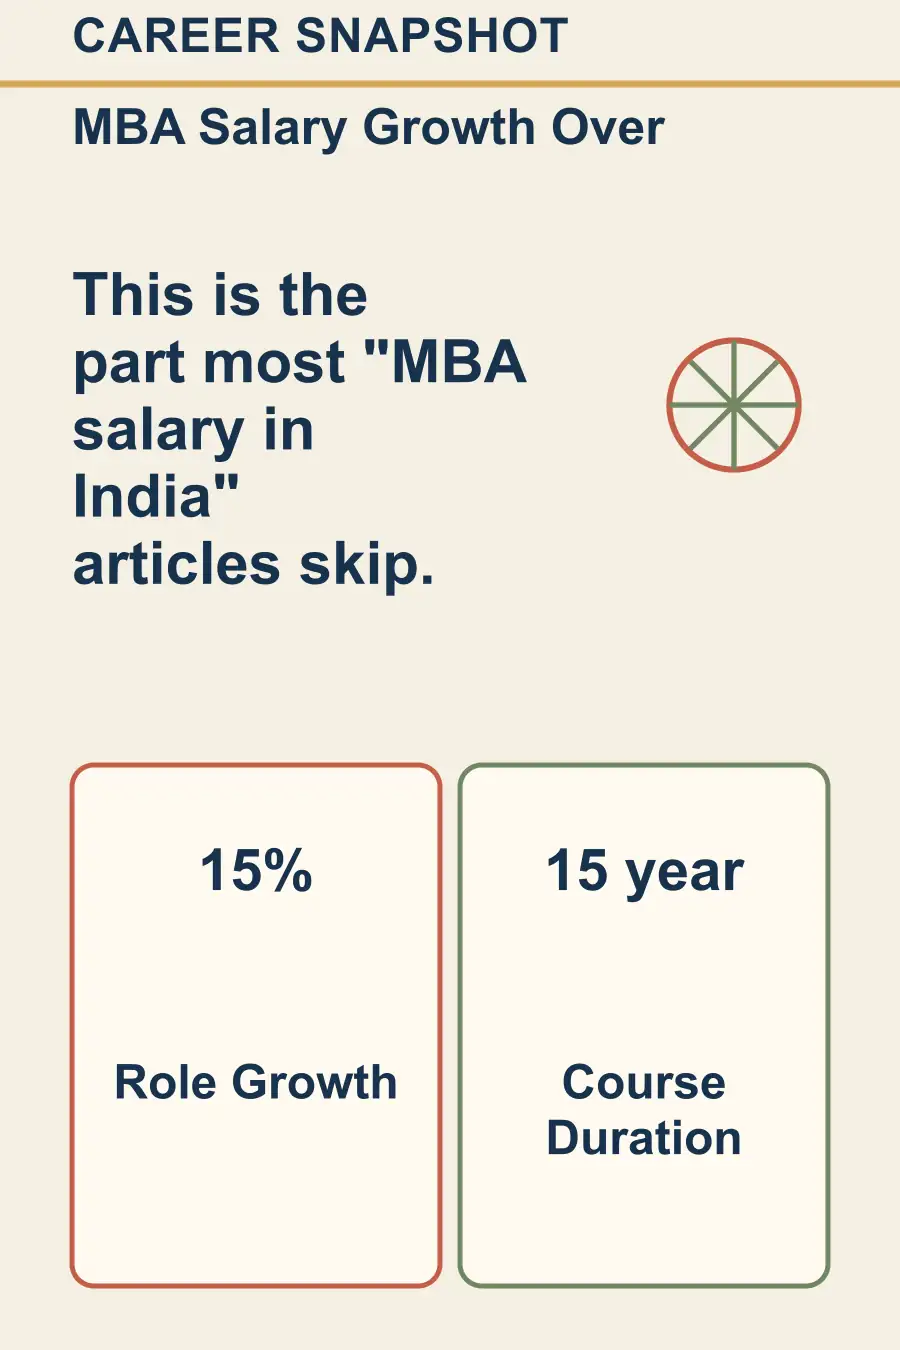 CAREER SNAPSHOT
MBA Salary Growth Over
This is the
part most "MBA
salary in
India"
articles skip.
15%
Role Growth
15 year
Course
Duration